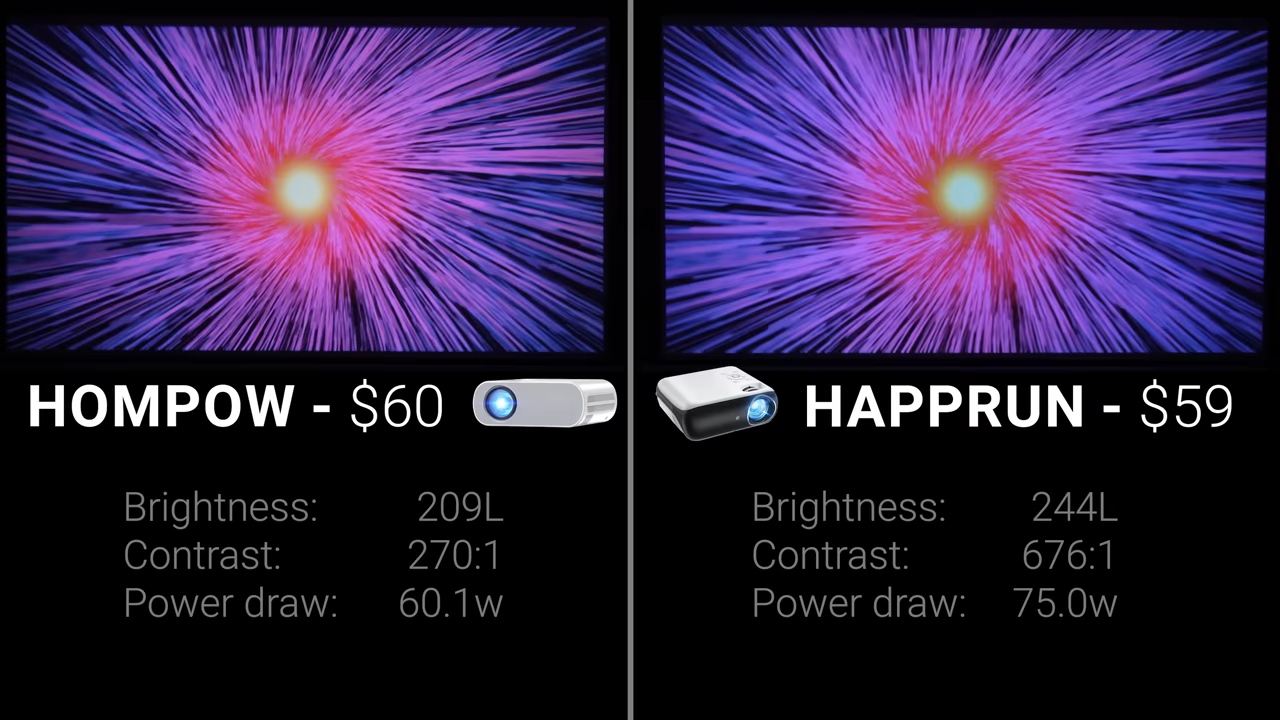 HOMPOW - $60
Brightness: 209L
Contrast: 270:1
Power draw: 60.1w
HAPPRUN - $59
Brightness: 244L
Contrast: 676:1
Power draw: 75.0w